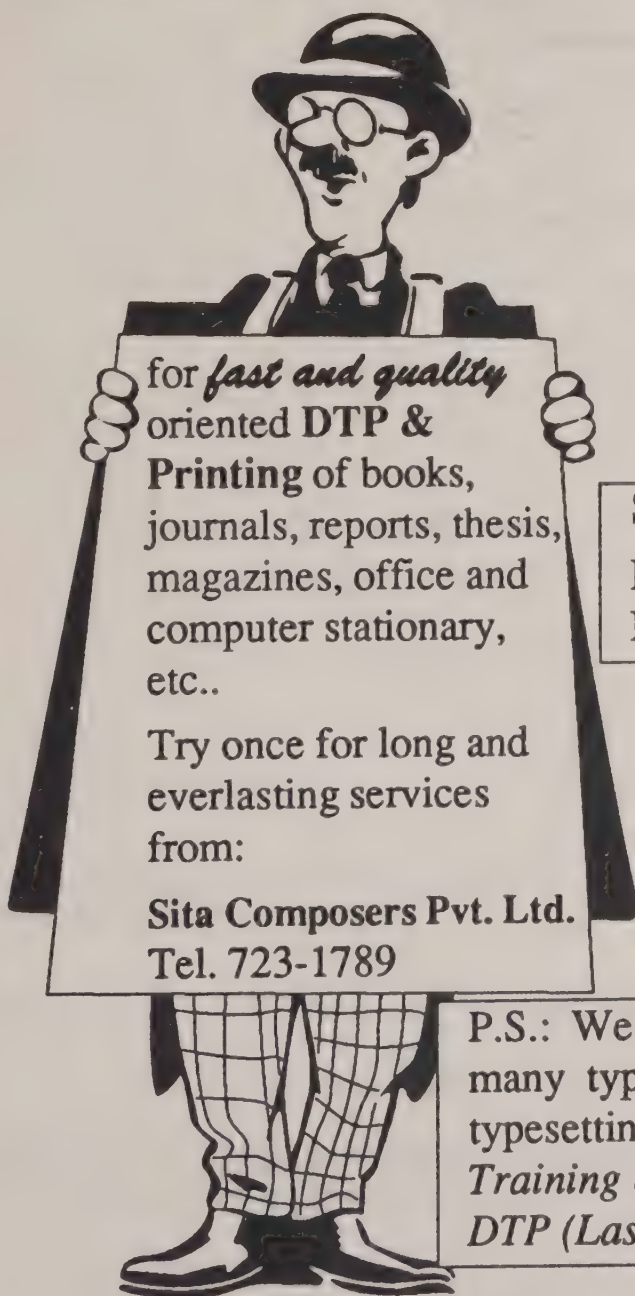 for fast and quality
oriented DTP &
Printing of books,
journals, reports, thesis,
magazines, office and
computer stationary,
etc..
Try once for long and
everlasting services
from:
Sita Composers Pvt. Ltd.
Tel. 723-1789
P.S.: We
many typ
typesettin
Training
DTP (Las